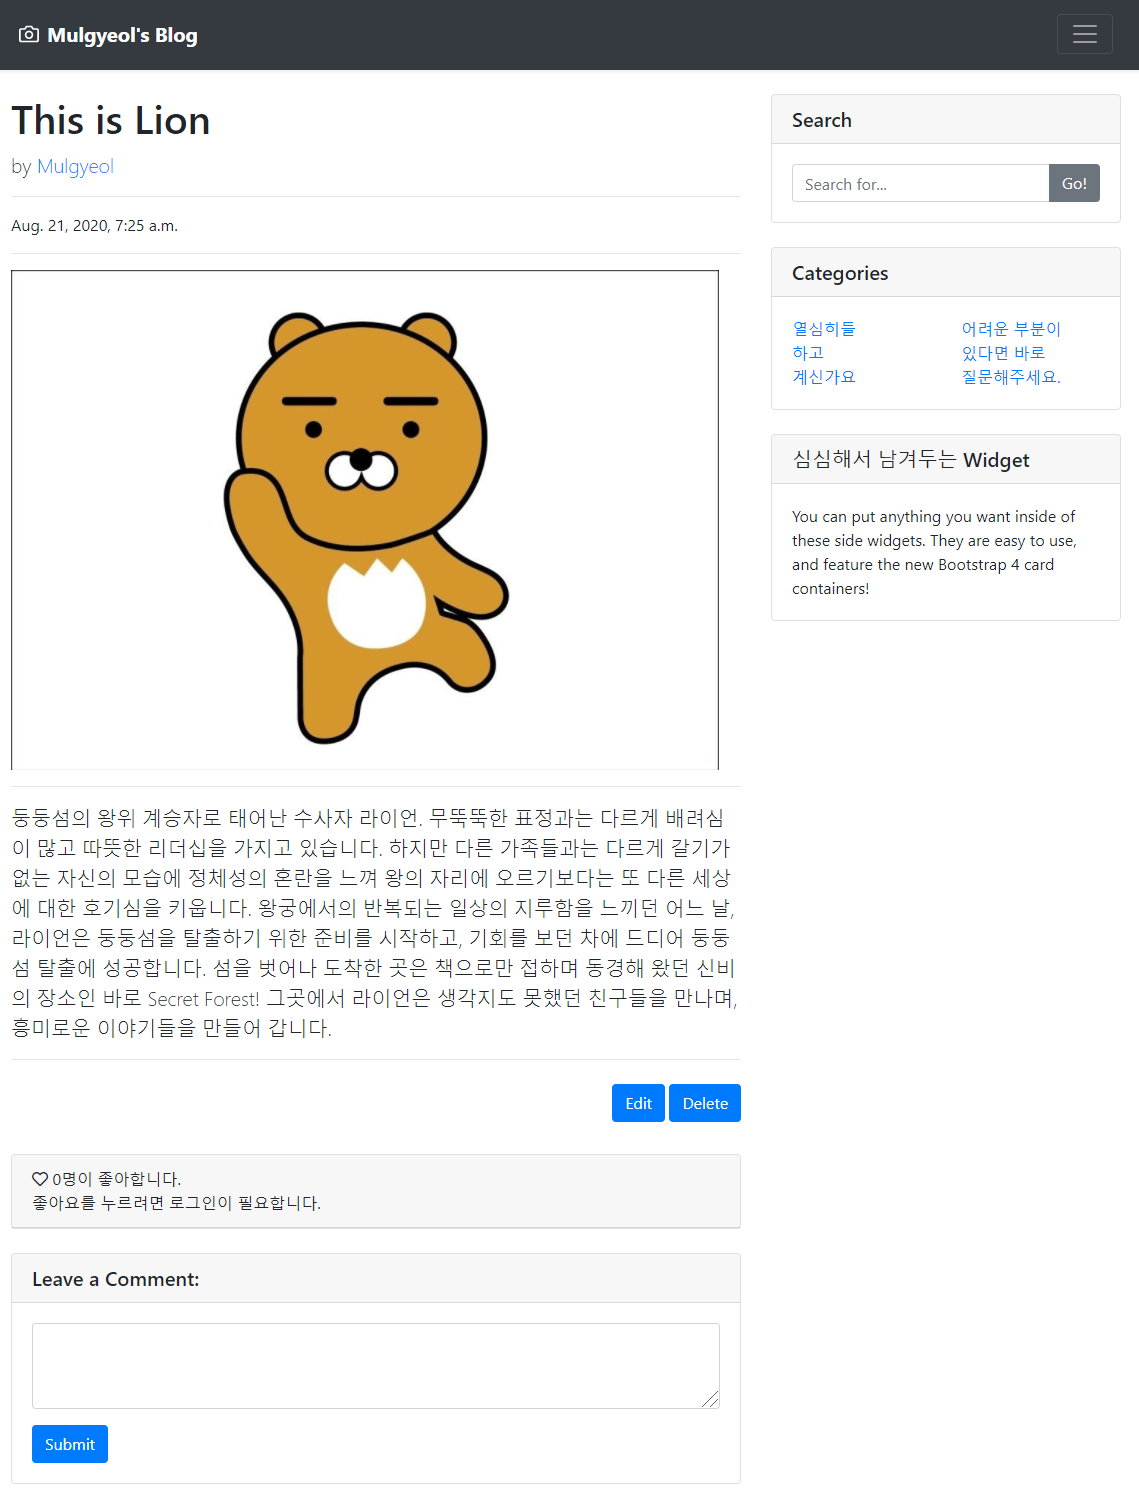 Mulgyeol's Blog
This is Lion
by Mulgyeol
Aug. 21, 2020, 7:25 a.m.
둥둥섬의 왕위 계승자로 태어난 수사자 라이언. 무뚝뚝한 표정과는 다르게 배려심
이 많고 따뜻한 리더십을 가지고 있습니다. 하지만 다른 가족들과는 다르게 갈기가
없는 자신의 모습에 정체성의 혼란을 느껴 왕의 자리에 오르기보다는 또 다른 세상
에 대한 호기심을 키웁니다. 왕궁에서의 반복되는 일상의 지루함을 느끼던 어느 날,
라이언은 둥둥섬을 탈출하기 위한 준비를 시작하고, 기회를 보던 차에 드디어 둥둥
섬 탈출에 성공합니다. 섬을 벗어나 도착한 곳은 책으로만 접하며 동경해 왔던 신비
의 장소인 바로 Secret Forest! 그곳에서 라이언은 생각지도 못했던 친구들을 만나며,
흥미로운 이야기들을 만들어 갑니다.
Edit Delete
0명이 좋아합니다.
좋아요를 누르려면 로그인이 필요합니다.
Leave a Comment:
Submit
Search
Search for... Go!
Categories
열심히들
하고
계신가요
어려운 부분이
있다면 바로
질문해주세요.
심심해서 남겨두는 Widget
You can put anything you want inside of
these side widgets. They are easy to use,
and feature the new Bootstrap 4 card
containers!